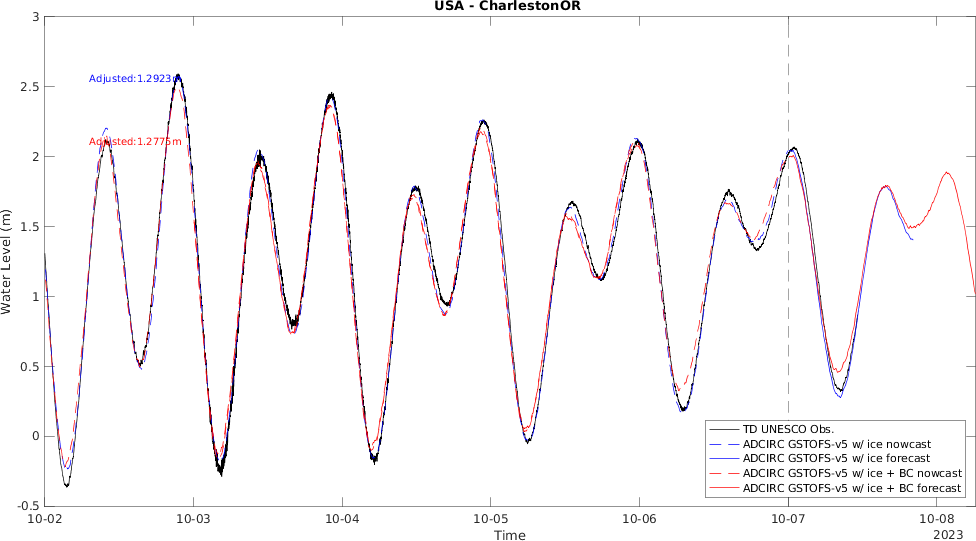 USA - CharlestonOR
Water Level (m)
3
2.5
2
1.5
1
0.5
0
-0.5
Adjusted:1.2923m
Adjusted:1.2775m
TD UNESCO Obs.
ADCIRC GSTOFS-v5 w/ ice nowcast
ADCIRC GSTOFS-v5 w/ ice forecast
ADCIRC GSTOFS-v5 w/ ice + BC nowcast
ADCIRC GSTOFS-v5 w/ ice + BC forecast
10-02 10-03 10-04 10-05 10-06 10-07 10-08
Time
2023